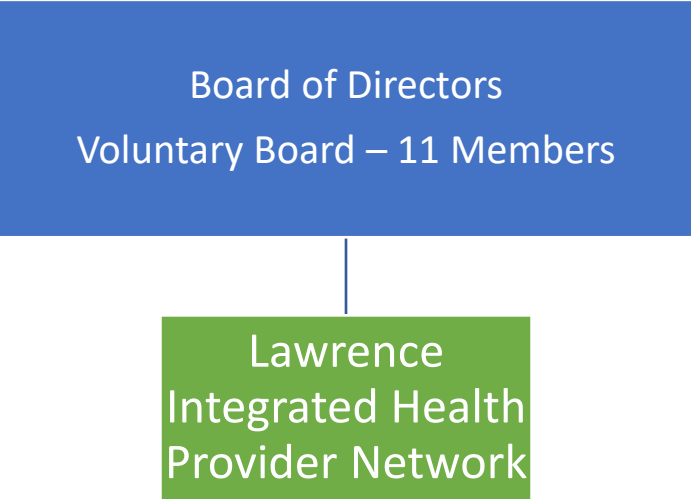 Board of Directors
Voluntary Board – 11 Members
Lawrence
Integrated Health
Provider Network